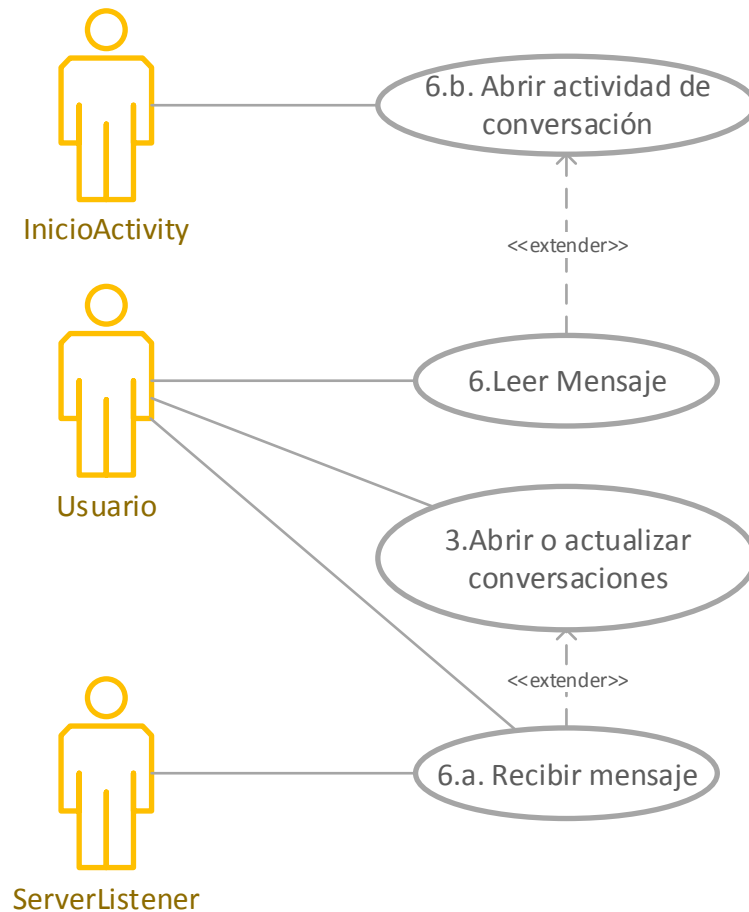 6.b. Abrir actividad de
conversación
InicioActivity
<<extender>>
6.Leer Mensaje
Usuario
3.Abrir o actualizar
conversaciones
<<extender>>
6.a. Recibir mensaje
ServerListener